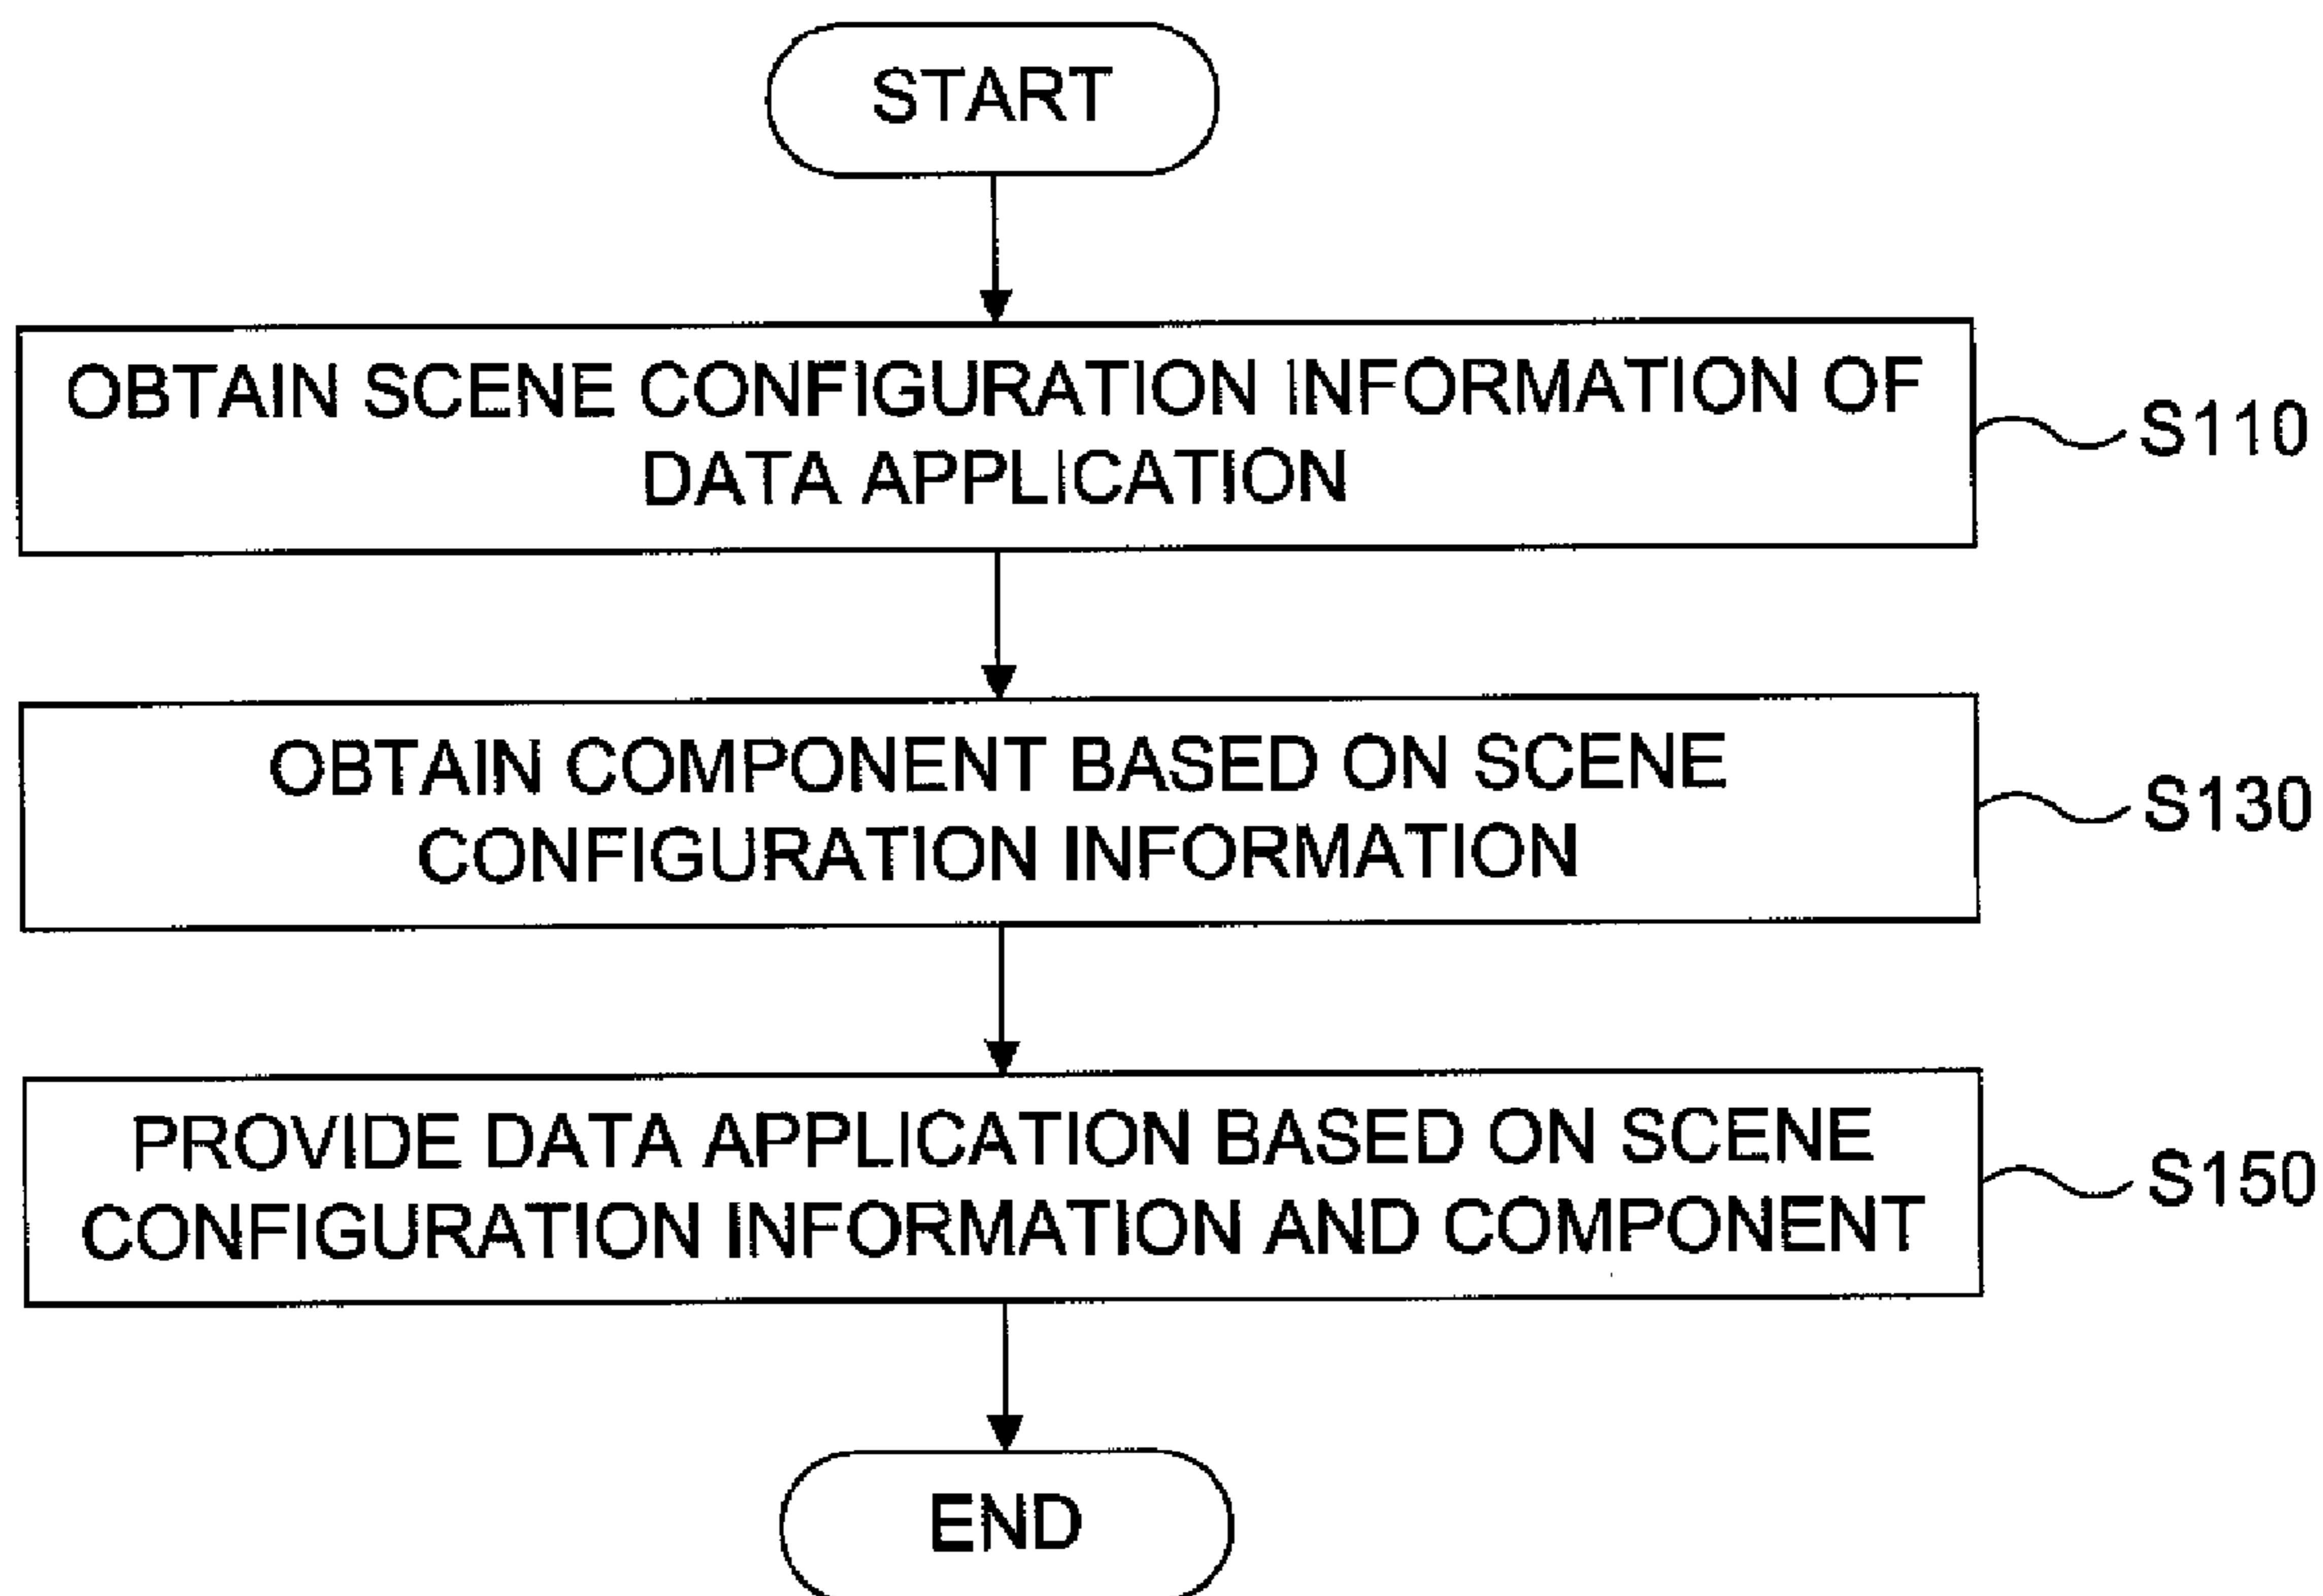 START
OBTAIN SCENE CONFIGURATION INFORMATION OF
DATA APPLICATION
S110
OBTAIN COMPONENT BASED ON SCENE
CONFIGURATION INFORMATION
S130
PROVIDE DATA APPLICATION BASED ON SCENE
CONFIGURATION INFORMATION AND COMPONENT
S150
END